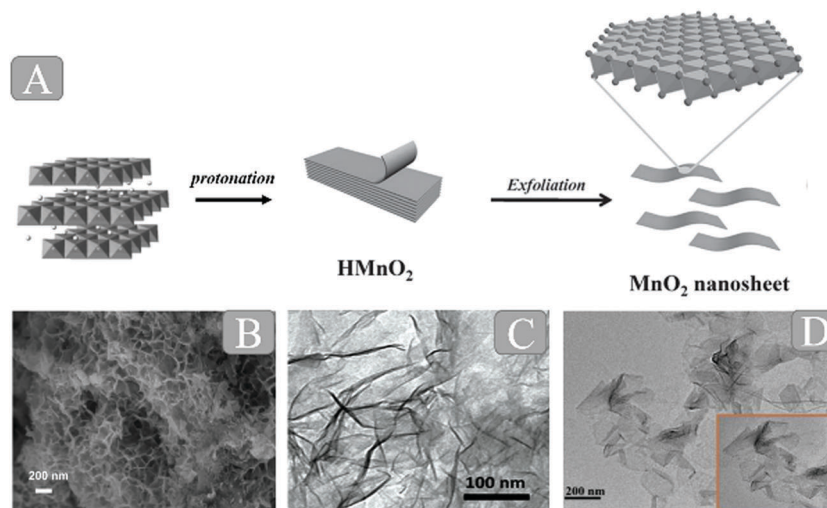 A
protonation
Exfoliation
HMnO₂
MnO₂ nanosheet
B
200 nm
C
100 nm
D
200 nm